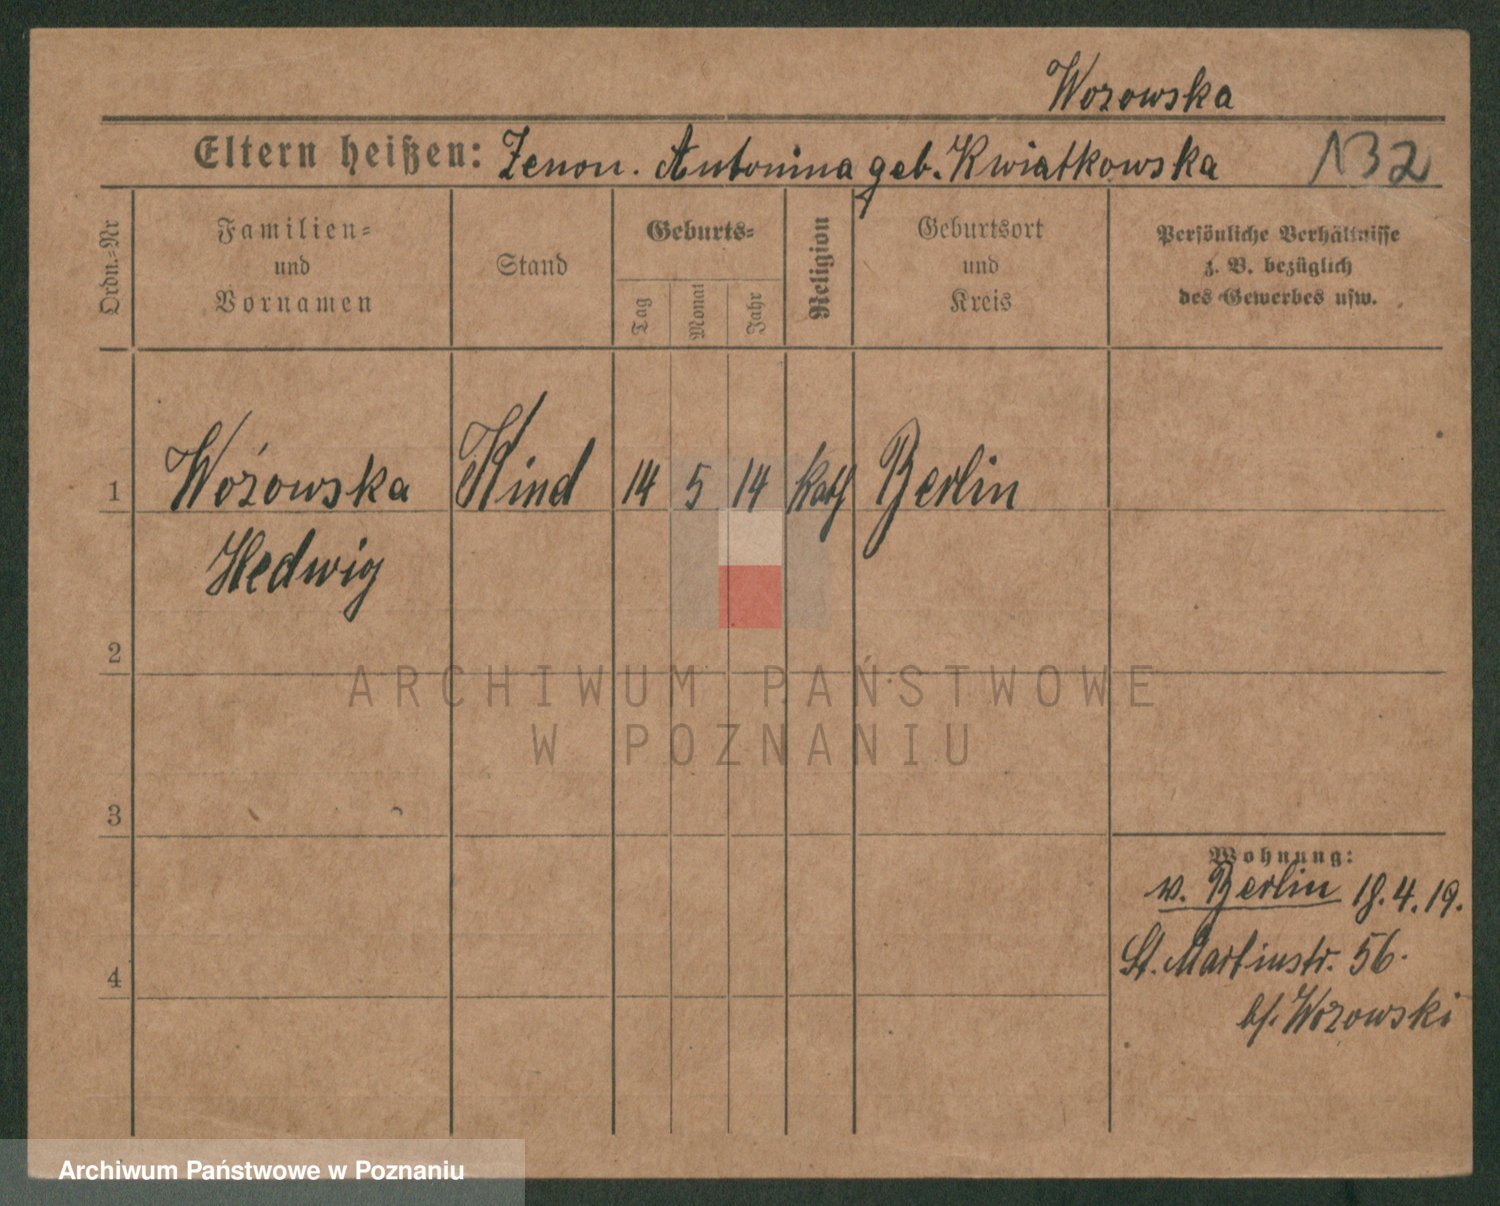 Wozowska
Eltern heißen: Zenon. Antonina geb. Kwiatkowska 132
Ordn.-Nr
Familien-
und
Vornamen
Stand
Geburts-
Tag
Monat
Jahr
Religion
Geburtsort
und
Kreis
Persönliche Verhältnisse
z. B. bezüglich
des Gewerbes usw.
1 Wozowska Kind 14 5 14 kath Berlin
Hedwig
2
3
4
Wohnung:
v. Berlin 18.4.19.
St. Martinstr. 56.
bf. Wozowski
ARCHIWUM PAŃSTWOWE
W POZNANIU
Archiwum Państwowe w Poznaniu